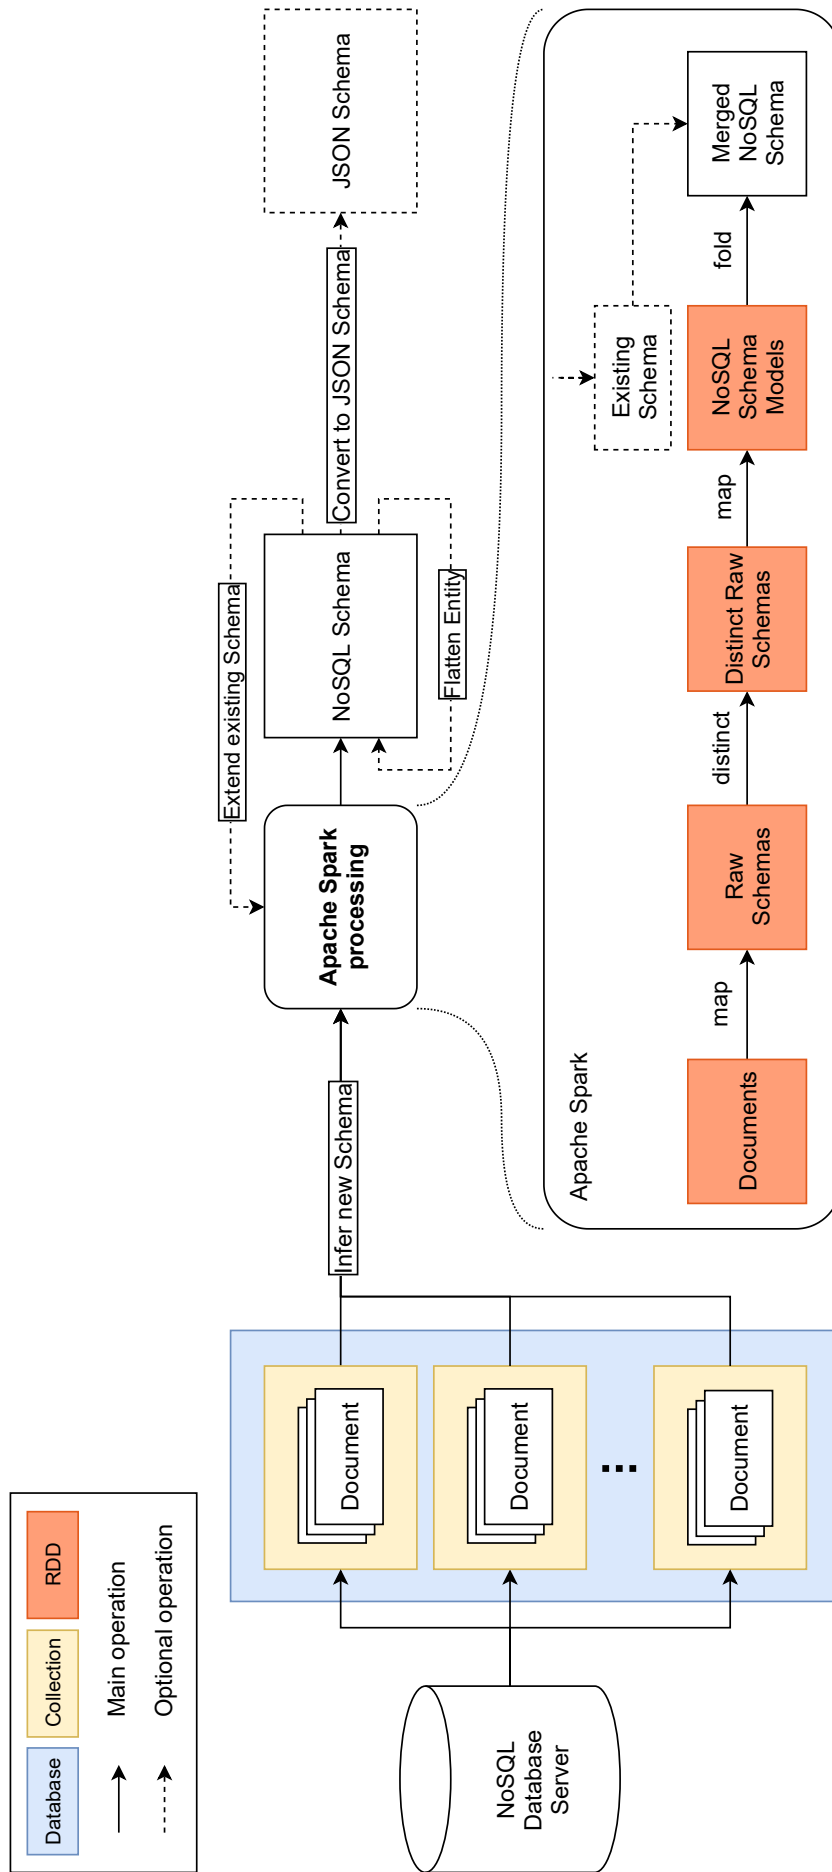 Database
Collection
RDD
Main operation
Optional operation
NoSQL
Database
Server
Document
Document
...
Document
Infer new Schema
Apache Spark
processing
Extend existing Schema
NoSQL Schema
Flatten Entity
Convert to JSON Schema
JSON Schema
Apache Spark
Documents
map
Raw
Schemas
distinct
Distinct Raw
Schemas
map
NoSQL
Schema
Models
Existing
Schema
fold
Merged
NoSQL
Schema